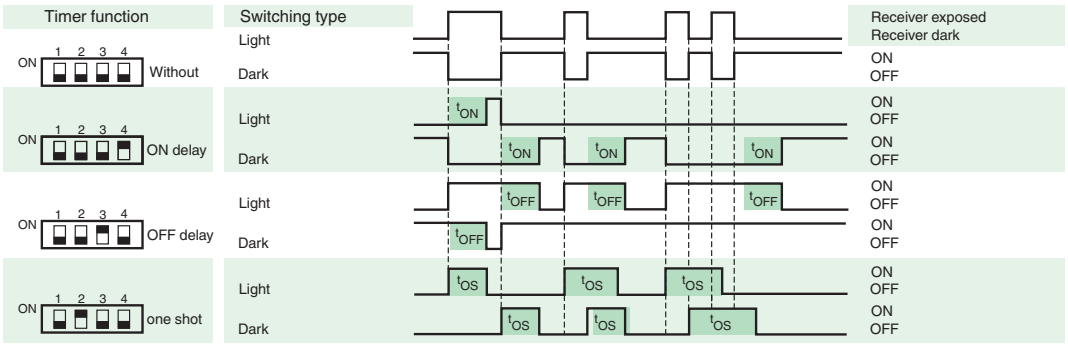 Timer function Switching type Receiver exposed
Light Receiver dark
1 2 3 4
ON Without Dark ON
OFF
Light tON ON
OFF
1 2 3 4
ON ON delay Dark tON tON tON ON
OFF
Light tOFF tOFF tOFF ON
OFF
1 2 3 4
ON OFF delay Dark tOFF ON
OFF
Light tOS tOS tOS ON
OFF
1 2 3 4
ON one shot Dark tOS tOS tOS ON
OFF